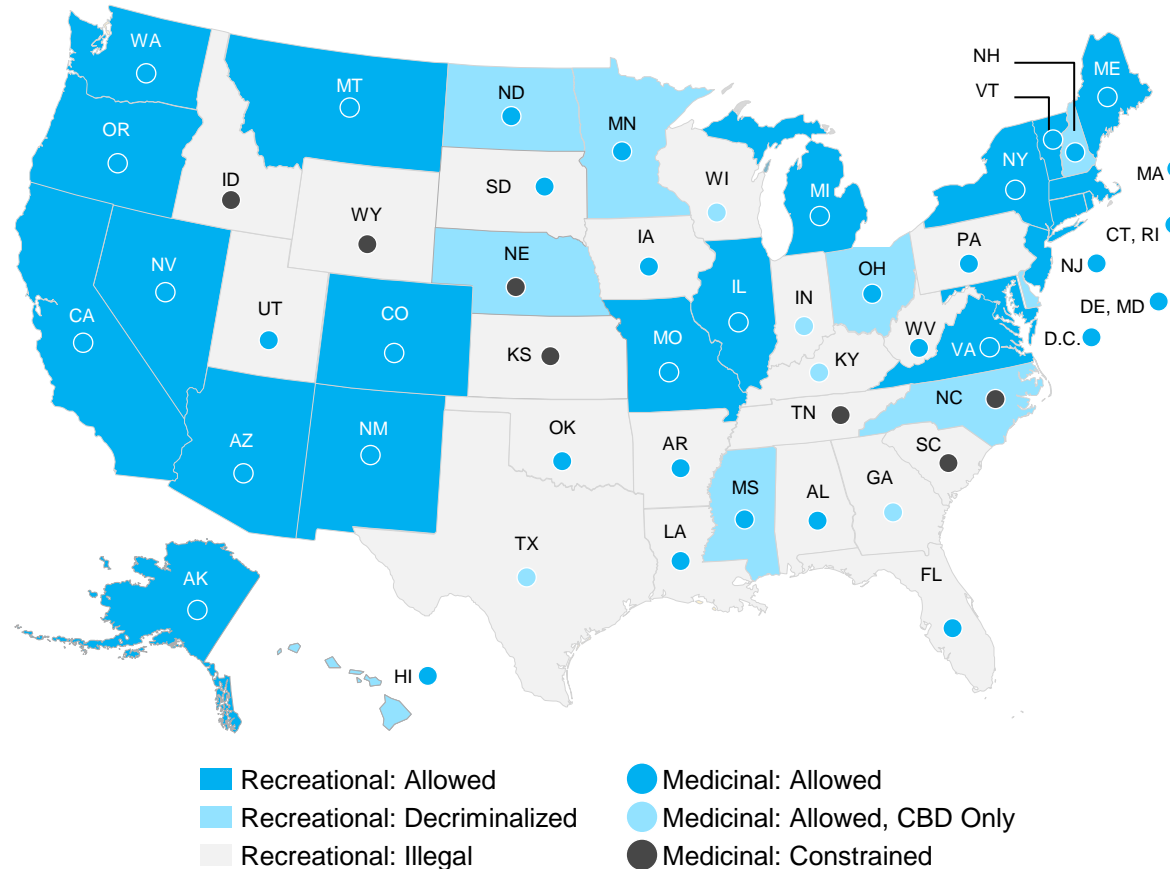 WA
MT
ND
MN
NH
VT
ME
OR
ID
WY
SD
WI
MI
NY
MA
CT, RI
NV
UT
CO
NE
IA
IL
IN
OH
PA
NJ
DE, MD
CA
KS
MO
KY
WV
VA
D.C.
AZ
NM
OK
AR
TN
NC
SC
MS
AL
GA
TX
LA
FL
AK
HI
Recreational: Allowed
Recreational: Decriminalized
Recreational: Illegal
Medicinal: Allowed
Medicinal: Allowed, CBD Only
Medicinal: Constrained